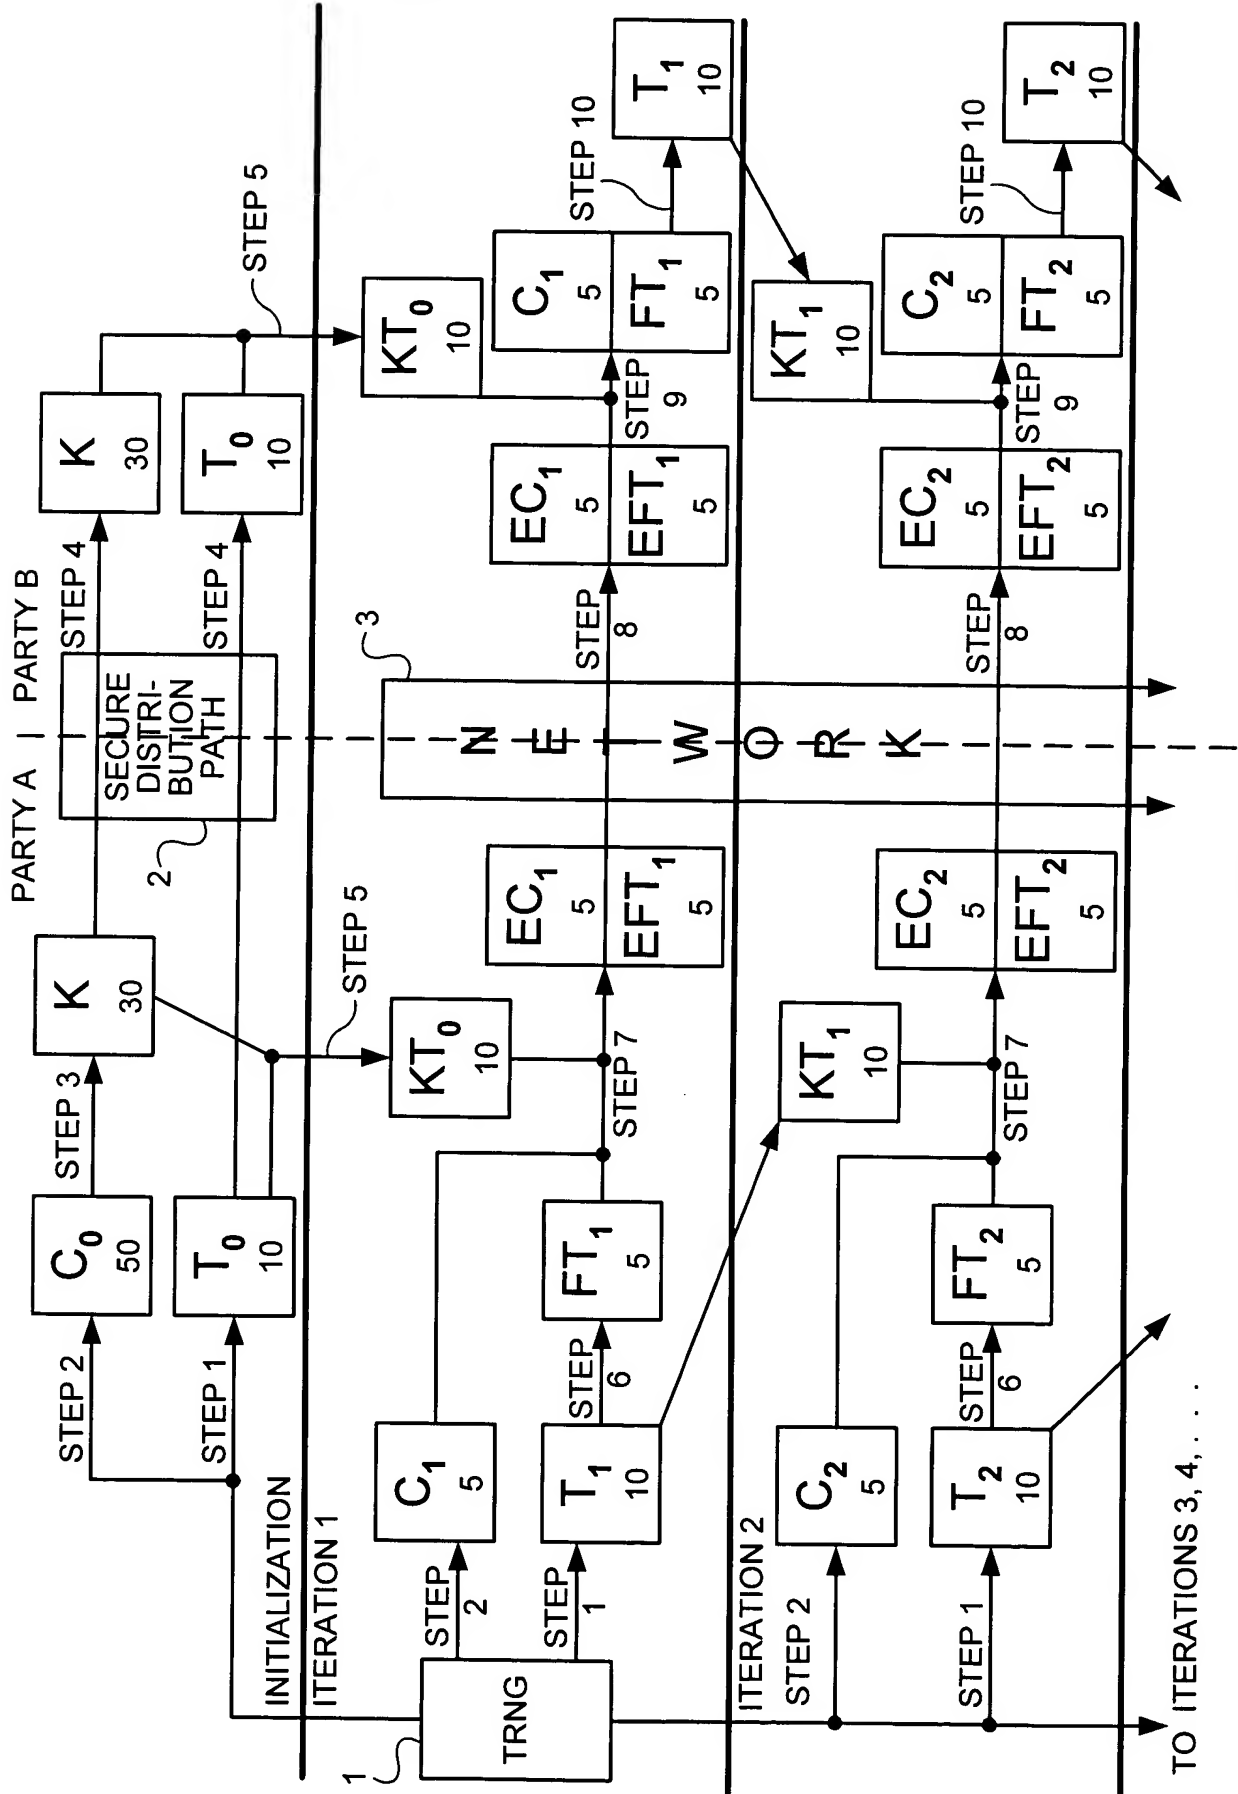 PARTY A | PARTY B
STEP 2
C0
50
STEP 3
K
30
SECURE
DISTRI-
BUTION
PATH
STEP 4
K
30
STEP 1
T0
10
2
STEP 4
T0
10
STEP 5
INITIALIZATION
ITERATION 1
STEP 5
1
TRNG
STEP
2
C1
5
KT0
10
3
KT0
10
STEP
1
T1
10
STEP
6
FT1
5
STEP 7
EC1
5
EFT1
5
NETWORK
STEP
8
EC1
5
EFT1
5
STEP
9
C1
5
FT1
5
STEP 10
T1
10
ITERATION 2
STEP 2
C2
5
KT1
10
KT1
10
STEP 1
T2
10
STEP
6
FT2
5
STEP 7
EC2
5
EFT2
5
STEP
8
EC2
5
EFT2
5
STEP
9
C2
5
FT2
5
STEP 10
T2
10
TO ITERATIONS 3, 4, . . . .